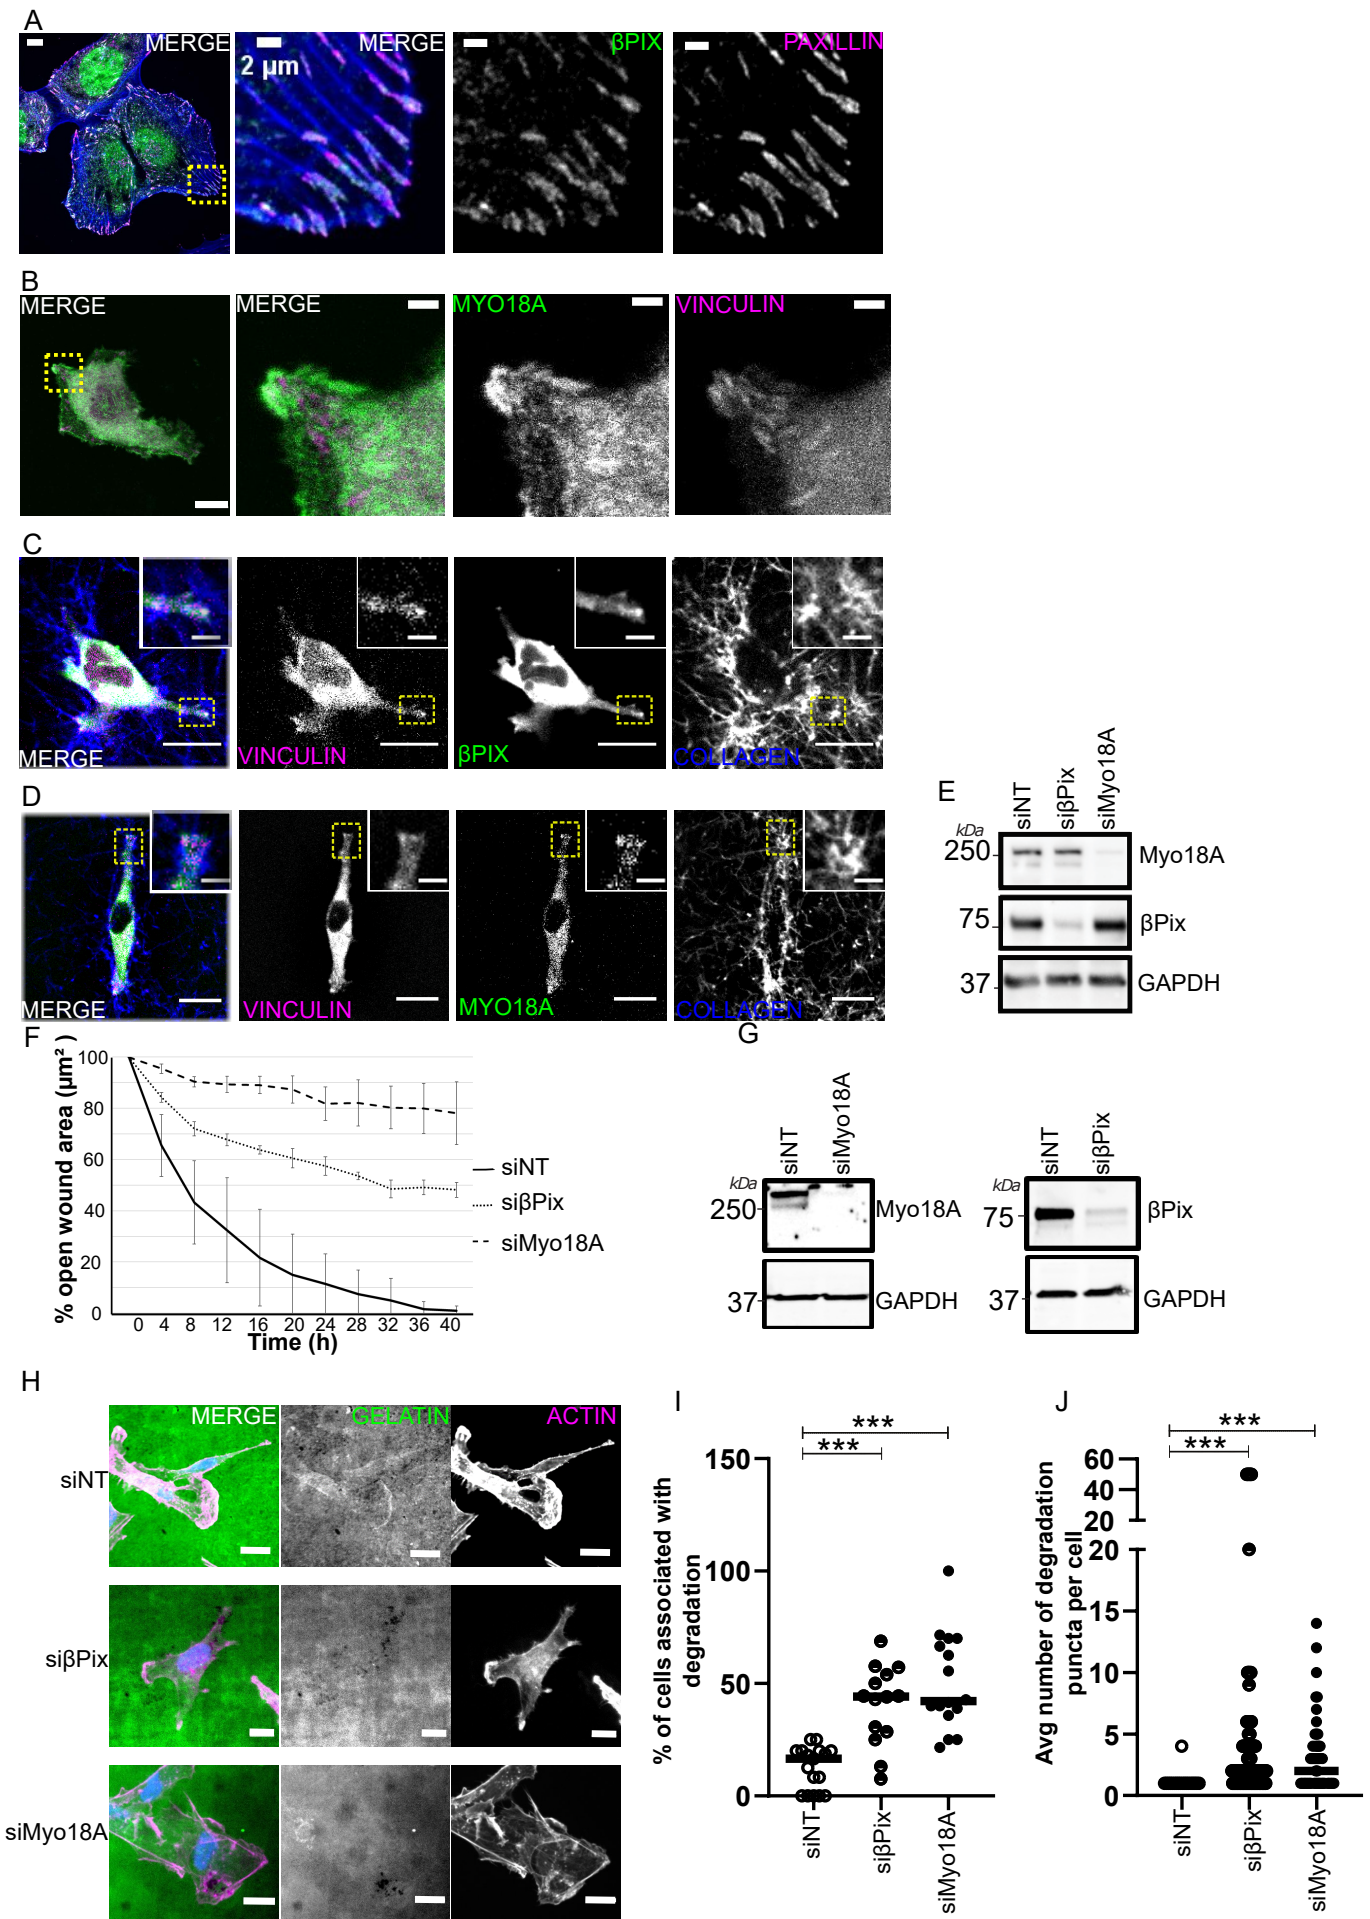 A
MERGE
MERGE
2 µm
βPIX
PAXILLIN
B
MERGE
MERGE
MYO18A
VINCULIN
C
MERGE
VINCULIN
βPIX
COLLAGEN
D
MERGE
VINCULIN
MYO18A
COLLAGEN
E
siNT
siβPix
siMyo18A
kDa
250
Myo18A
75
βPix
37
GAPDH
F
% open wound area (µm² )
100
80
60
40
20
0
0 4 8 12 16 20 24 28 32 36 40
Time (h)
siNT
siβPix
siMyo18A
G
siNT
siMyo18A
kDa
250
Myo18A
37
GAPDH
siNT
siβPix
kDa
75
βPix
37
GAPDH
H
MERGE
GELATIN
ACTIN
siNT
siβPix
siMyo18A
I
% of cells associated with
degradation
150
100
50
0
***
***
siNT
siβPix
siMyo18A
J
Avg number of degradation
puncta per cell
60
40
20
20
15
10
5
0
***
***
siNT
siβPix
siMyo18A